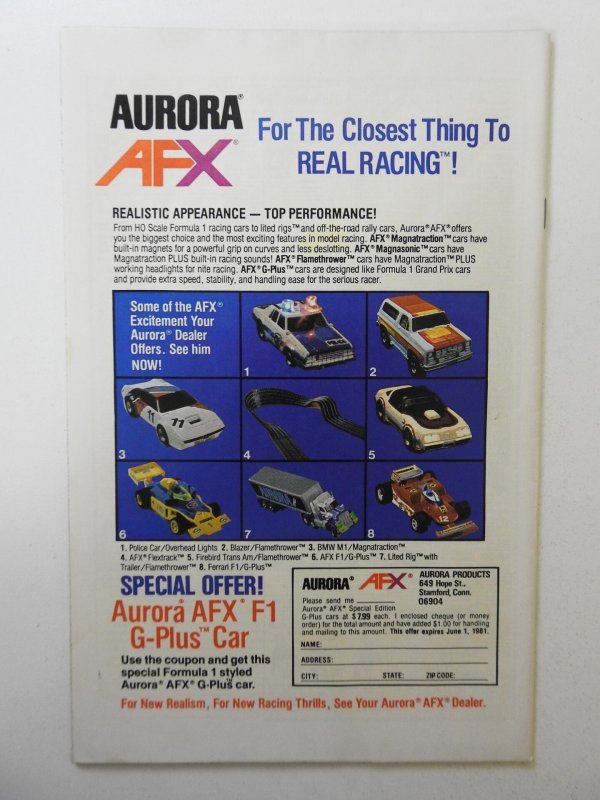 AURORA®
AFX®
For The Closest Thing To
REAL RACING™!
REALISTIC APPEARANCE — TOP PERFORMANCE!
From HO Scale Formula 1 racing cars to lited rigs™ and off-the-road rally cars, Aurora® AFX® offers
you the biggest choice and the most exciting features in model racing. AFX® Magnatraction™ cars have
built-in magnets for a powerful grip on curves and less deslotting. AFX® Magnasonic™ cars have
Magnatraction PLUS built-in racing sounds! AFX® Flamethrower™ cars have Magnatraction™ PLUS
working headlights for nite racing. AFX® G-Plus™ cars are designed like Formula 1 Grand Prix cars
and provide extra speed, stability, and handling ease for the serious racer.
Some of the AFX®
Excitement Your
Aurora® Dealer
Offers. See him
NOW!
POLICE
1
2
11
11
3
4
5
1
6
AURORA
7
12
8
1. Police Car/Overhead Lights 2. Blazer/Flamethrower™ 3. BMW M1/Magnatraction™
4. AFX® Flextrack™ 5. Firebird Trans Am/Flamethrower™ 6. AFX F1/G-Plus™ 7. Lited Rig™ with
Trailer/Flamethrower™ 8. Ferrari F1/G-Plus™
SPECIAL OFFER!
Aurora® AFX® F1
G-Plus™ Car
Use the coupon and get this
special Formula 1 styled
Aurora® AFX® G-Plus™ car.
AURORA® AFX®
AURORA PRODUCTS
649 Hope St.,
Stamford, Conn.
06904
Please send me
Aurora® AFX® Special Edition
G-Plus cars at $7.99 each. I enclosed cheque (or money
order) for the total amount and have added $1.00 for handling
and mailing to this amount. This offer expires June 1, 1981.
NAME:
ADDRESS:
CITY: STATE: ZIP CODE:
For New Realism, For New Racing Thrills, See Your Aurora® AFX® Dealer.